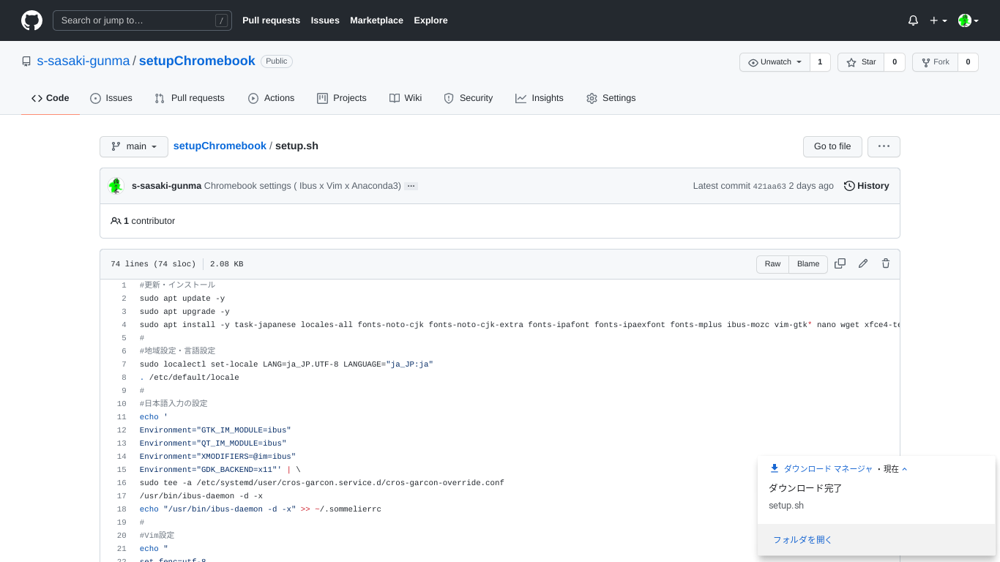 Search or jump to… /
Pull requests Issues Marketplace Explore
s-sasaki-gunma / setupChromebook Public
Unwatch 1 Star 0 Fork 0
Code Issues Pull requests Actions Projects Wiki Security Insights Settings
main setupChromebook / setup.sh Go to file ···
s-sasaki-gunma Chromebook settings ( Ibus x Vim x Anaconda3) ··· Latest commit 421aa63 2 days ago History
1 contributor
74 lines (74 sloc) 2.08 KB Raw Blame
1 #更新・インストール
2 sudo apt update -y
3 sudo apt upgrade -y
4 sudo apt install -y task-japanese locales-all fonts-noto-cjk fonts-noto-cjk-extra fonts-ipafont fonts-ipaexfont fonts-mplus ibus-mozc vim-gtk* nano wget xfce4-te
5 #
6 #地域設定・言語設定
7 sudo localectl set-locale LANG=ja_JP.UTF-8 LANGUAGE="ja_JP:ja"
8 . /etc/default/locale
9 #
10 #日本語入力の設定
11 echo '
12 Environment="GTK_IM_MODULE=ibus"
13 Environment="QT_IM_MODULE=ibus"
14 Environment="XMODIFIERS=@im=ibus"
15 Environment="GDK_BACKEND=x11"' | \
16 sudo tee -a /etc/systemd/user/cros-garcon.service.d/cros-garcon-override.conf
17 /usr/bin/ibus-daemon -d -x
18 echo "/usr/bin/ibus-daemon -d -x" >> ~/.sommelierrc
19 #
20 #Vim設定
21 echo "
22 set fenc=utf-8
ダウンロード マネージャ ・現在
ダウンロード完了
setup.sh
フォルダを開く